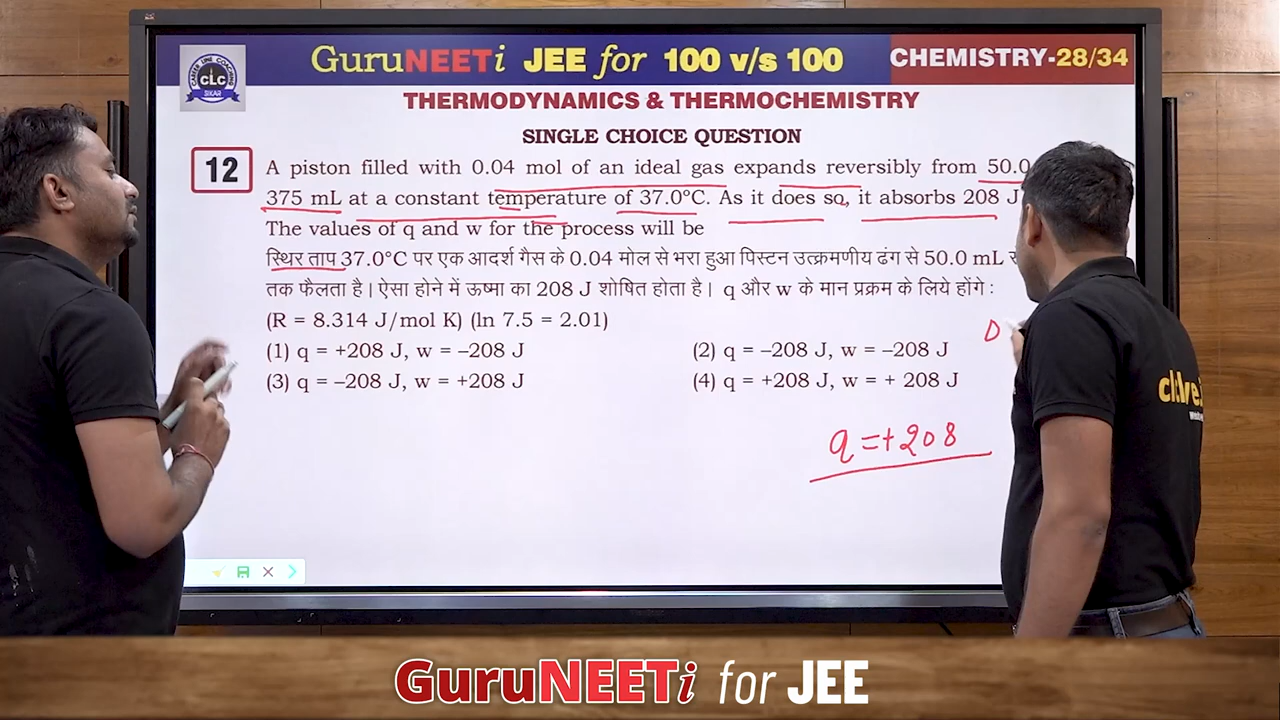 GuruNEETi JEE for 100 v/s 100
CHEMISTRY-28/34
CAREER LINE COACHING
CLC
SIKAR
THERMODYNAMICS & THERMOCHEMISTRY
SINGLE CHOICE QUESTION
12
A piston filled with 0.04 mol of an ideal gas expands reversibly from 50.0
375 mL at a constant temperature of 37.0°C. As it does so, it absorbs 208 J
The values of q and w for the process will be
स्थिर ताप 37.0°C पर एक आदर्श गैस के 0.04 मोल से भरा हुआ पिस्टन उत्क्रमणीय ढंग से 50.0 mL
तक फैलता है। ऐसा होने में ऊष्मा का 208 J शोषित होता है। q और w के मान प्रक्रम के लिये होंगे :
(R = 8.314 J/mol K) (ln 7.5 = 2.01)
(1) q = +208 J, w = –208 J
(2) q = –208 J, w = –208 J
(3) q = –208 J, w = +208 J
(4) q = +208 J, w = + 208 J
q = +208
GuruNEETi for JEE